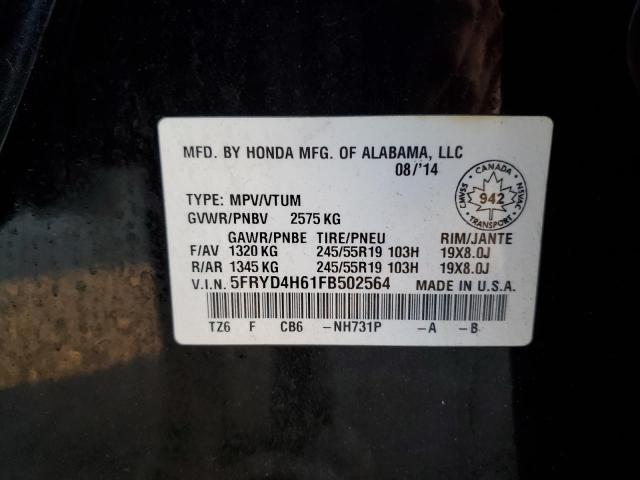 MFD. BY HONDA MFG. OF ALABAMA, LLC
08/'14
CANADA
CMVSS
NSVAC
942
TRANSPORT
TYPE: MPV/VTUM
GVWR/PNBV 2575 KG
GAWR/PNBE TIRE/PNEU RIM/JANTE
F/AV 1320 KG 245/55R19 103H 19X8.0J
R/AR 1345 KG 245/55R19 103H 19X8.0J
V.I.N. 5FRYD4H61FB502564 MADE IN U.S.A.
TZ6 F CB6 -NH731P -A -B